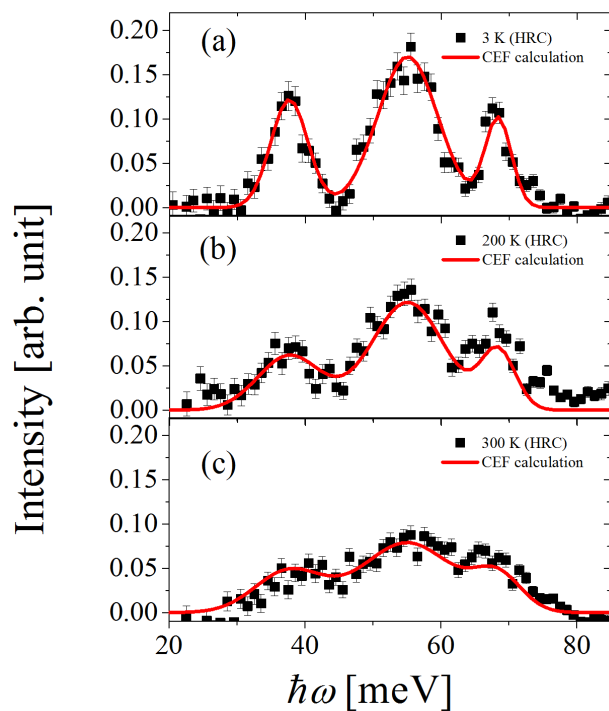 (a)
3 K (HRC)
CEF calculation
0.20
0.15
0.10
0.05
0.00
(b)
200 K (HRC)
CEF calculation
0.20
0.15
0.10
0.05
0.00
(c)
300 K (HRC)
CEF calculation
0.20
0.15
0.10
0.05
0.00
20 40 60 80
Intensity [arb. unit]
ℏω [meV]